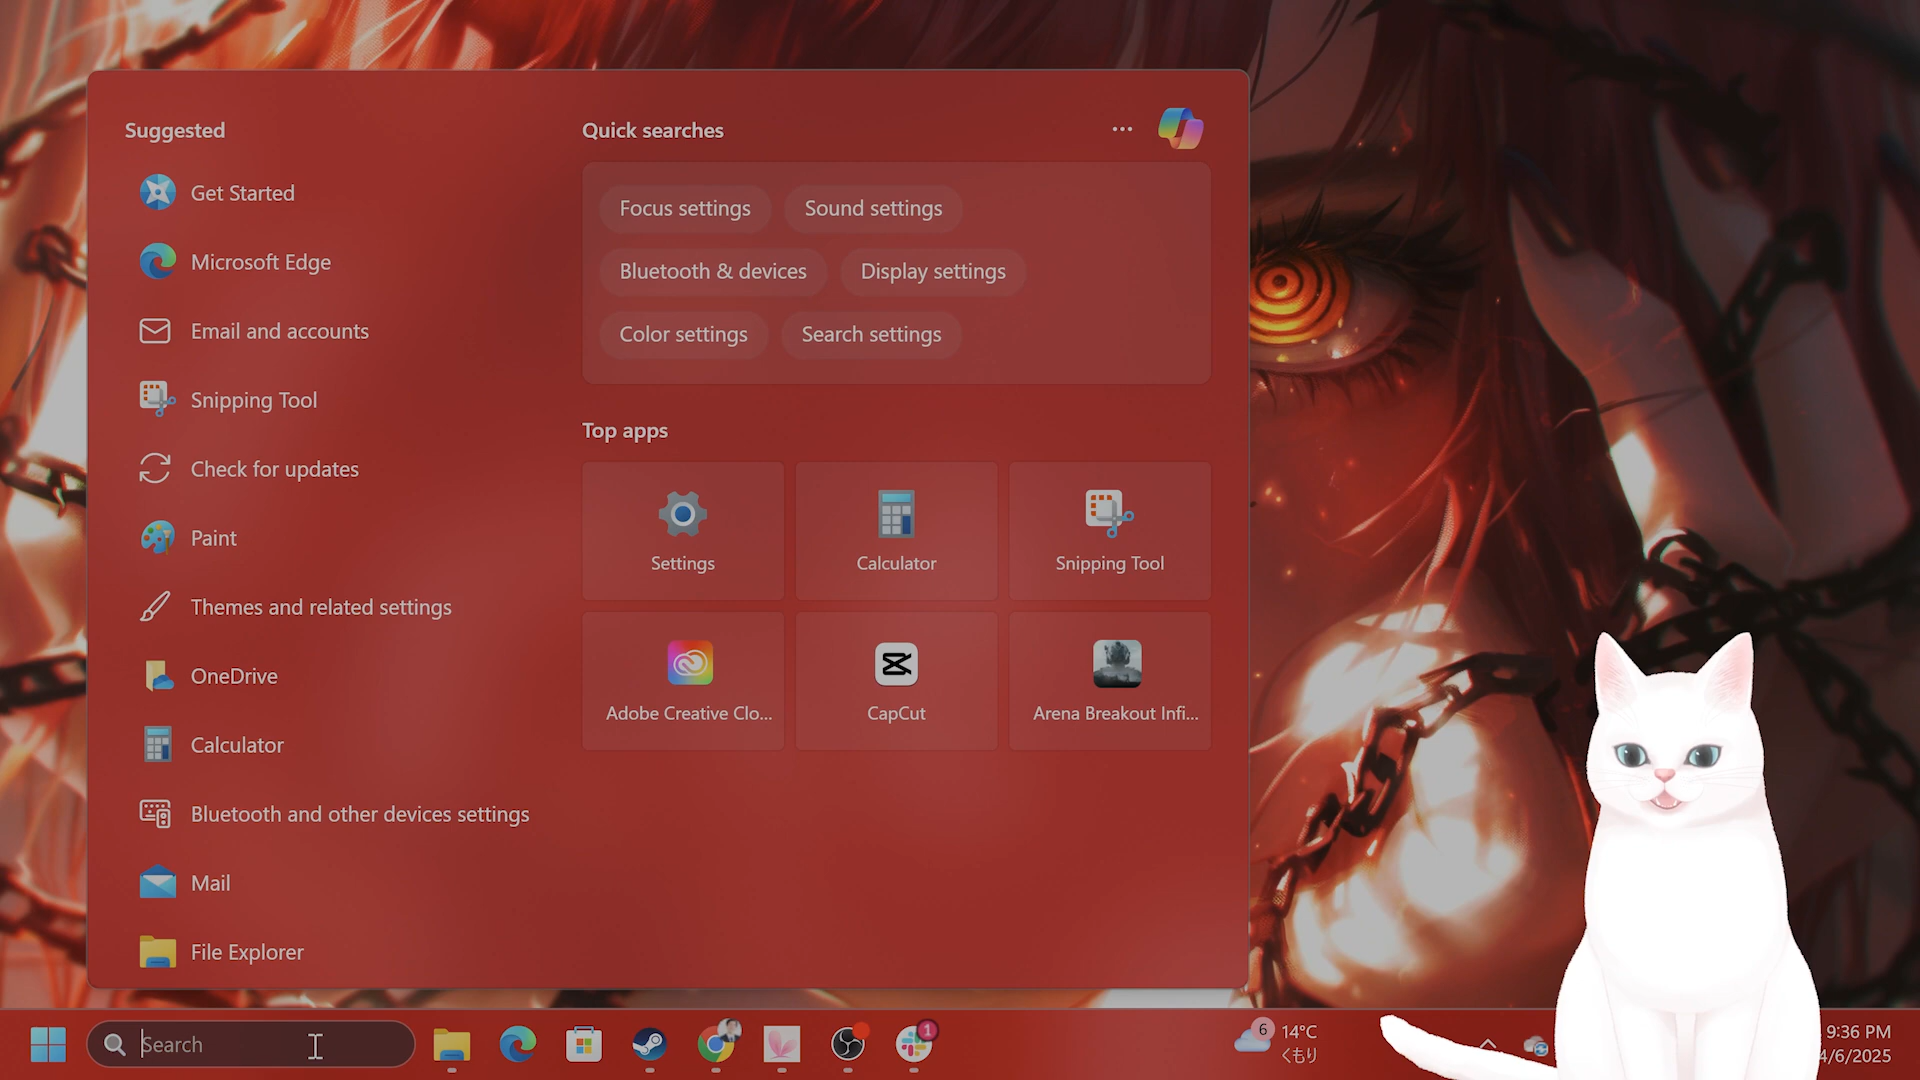 Suggested
Get Started
Microsoft Edge
Email and accounts
Snipping Tool
Check for updates
Paint
Themes and related settings
OneDrive
Calculator
Bluetooth and other devices settings
Mail
File Explorer
Quick searches
Focus settings
Sound settings
Bluetooth & devices
Display settings
Color settings
Search settings
Top apps
Settings
Calculator
Snipping Tool
Adobe Creative Clo...
CapCut
Arena Breakout Infi...
Search
1
6
14°C
くもり
9:36 PM
4/6/2025